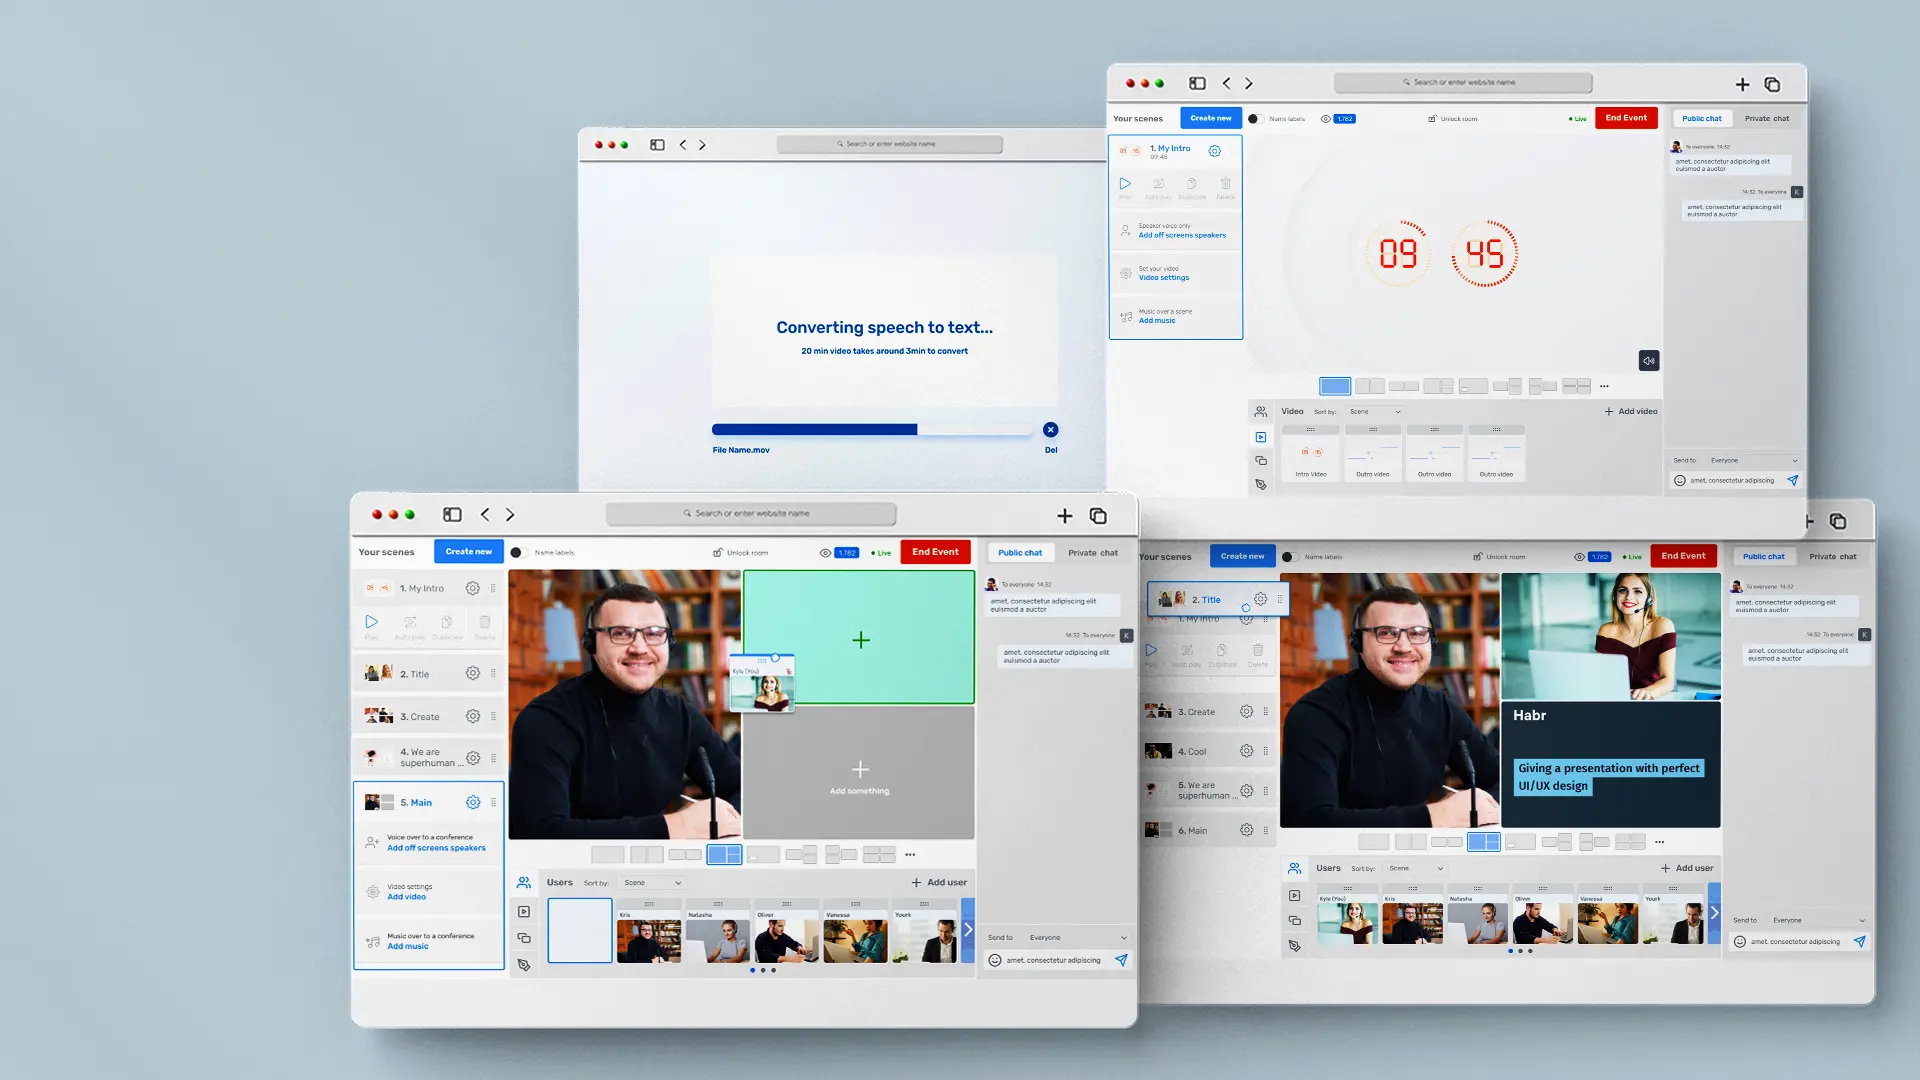 Search or enter website name
Converting speech to text...
20 min video takes around 3min to convert
File Name.mov
Del
Search or enter website name
Your scenes
Create new
Name labels
1.782
Unlock room
Live
End Event
Public chat
Private chat
1. My Intro
09:45
Play
Auto play
Dublicate
Delete
Speaker voice only
Add off screens speakers
Set your video
Video settings
Music over a scene
Add music
09 45
To everyone 14:32
amet, consectetur adipiscing elit
euismod a auctor
14:32 To everyone
K
amet, consectetur adipiscing elit
euismod a auctor
Video
Sort by:
Scene
Add video
Intro Video
Outro video
Outro video
Outro video
Send to
Everyone
amet, consectetur adipiscing
Search or enter website name
Your scenes
Create new
Name labels
Unlock room
1.782
Live
End Event
Public chat
Private chat
1. My Intro
Play
Auto play
Dublicate
Delete
2. Title
3. Create
4. We are
superhuman ...
5. Main
Voice over to a conference
Add off screens speakers
Video settings
Add video
Music over to a conference
Add music
Kyle (You)
Add something
To everyone 14:32
amet, consectetur adipiscing elit
euismod a auctor
14:32 To everyone
K
amet, consectetur adipiscing elit
euismod a auctor
Users
Sort by:
Scene
Add user
Kris
Natasha
Oliver
Vanessa
Yourk
Send to
Everyone
amet, consectetur adipiscing
Your scenes
Create new
Name labels
Unlock room
1.782
Live
End Event
Public chat
Private chat
2. Title
1. My Intro
Play
Auto play
Dublicate
Delete
3. Create
4. Cool
5. We are
superhuman ...
6. Main
Habr
Giving a presentation with perfect
UI/UX design
To everyone 14:32
amet, consectetur adipiscing elit
euismod a auctor
14:32 To everyone
K
amet, consectetur adipiscing elit
euismod a auctor
Users
Sort by:
Scene
Add user
Kyle (You)
Kris
Natasha
Oliver
Vanessa
Yourk
Send to
Everyone
amet, consectetur adipiscing